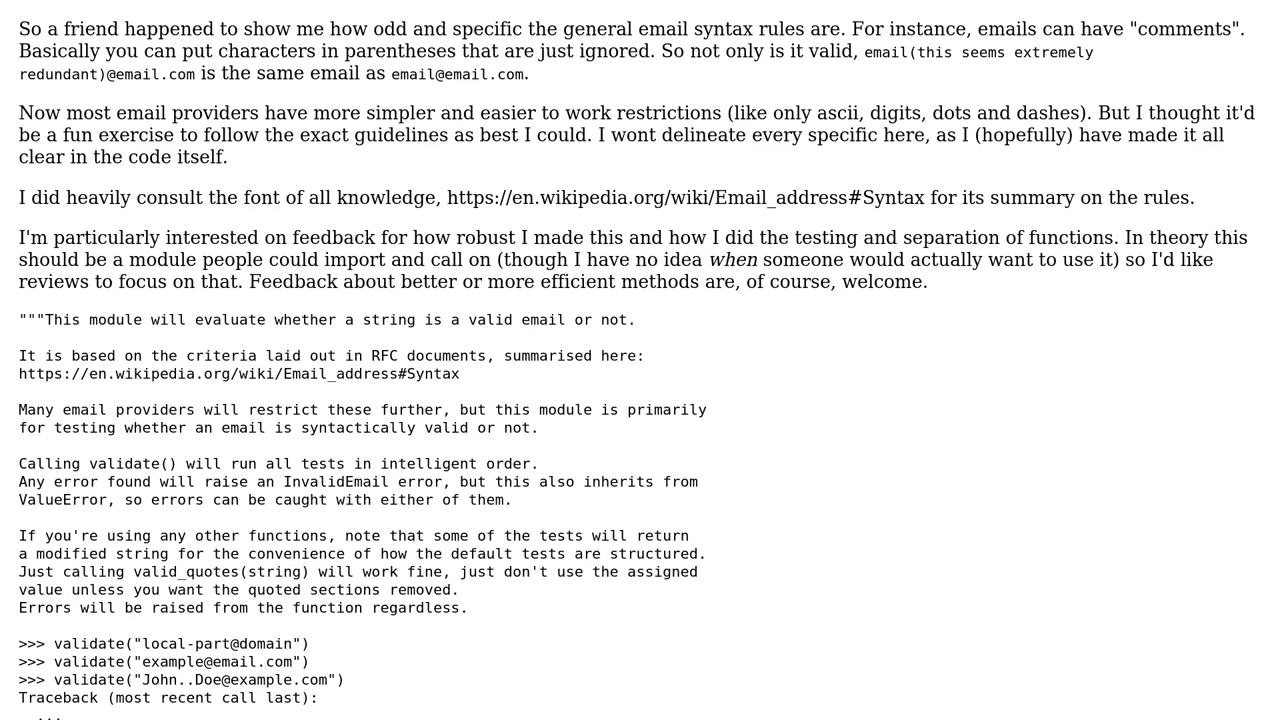 So a friend happened to show me how odd and specific the general email syntax rules are. For instance, emails can have "comments".
Basically you can put characters in parentheses that are just ignored. So not only is it valid, email(this seems extremely
redundant)@email.com is the same email as email@email.com.
Now most email providers have more simpler and easier to work restrictions (like only ascii, digits, dots and dashes). But I thought it'd
be a fun exercise to follow the exact guidelines as best I could. I wont delineate every specific here, as I (hopefully) have made it all
clear in the code itself.
I did heavily consult the font of all knowledge, https://en.wikipedia.org/wiki/Email_address#Syntax for its summary on the rules.
I'm particularly interested on feedback for how robust I made this and how I did the testing and separation of functions. In theory this
should be a module people could import and call on (though I have no idea when someone would actually want to use it) so I'd like
reviews to focus on that. Feedback about better or more efficient methods are, of course, welcome.
"""This module will evaluate whether a string is a valid email or not.
It is based on the criteria laid out in RFC documents, summarised here:
https://en.wikipedia.org/wiki/Email_address#Syntax
Many email providers will restrict these further, but this module is primarily
for testing whether an email is syntactically valid or not.
Calling validate() will run all tests in intelligent order.
Any error found will raise an InvalidEmail error, but this also inherits from
ValueError, so errors can be caught with either of them.
If you're using any other functions, note that some of the tests will return
a modified string for the convenience of how the default tests are structured.
Just calling valid_quotes(string) will work fine, just don't use the assigned
value unless you want the quoted sections removed.
Errors will be raised from the function regardless.
>>> validate("local-part@domain")
>>> validate("example@email.com")
>>> validate("John..Doe@example.com")
Traceback (most recent call last):
...